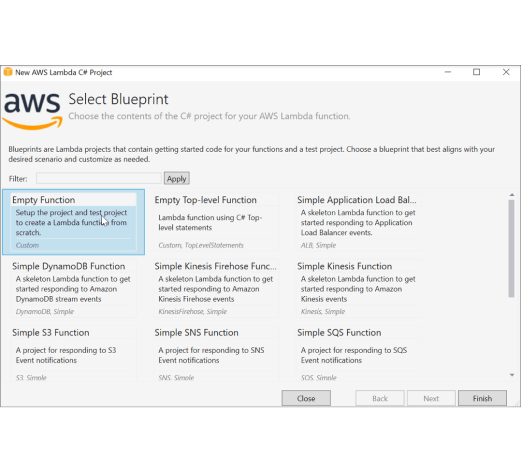 New AWS Lambda C# Project
aws
Select Blueprint
Choose the contents of the C# project for your AWS Lambda function.
Blueprints are Lambda projects that contain getting started code for your functions and a test project. Choose a blueprint that best aligns with your
desired scenario and customize as needed.
Filter:
Apply
Empty Function
Setup the project and test project
to create a Lambda function from
scratch.
Custom
Empty Top-level Function
Lambda function using C# Top-
level statements
Custom, TopLevelStatements
Simple Application Load Bal...
A skeleton Lambda function to get
started responding to Application
Load Balancer events.
ALB, Simple
Simple DynamoDB Function
A skeleton Lambda function to get
started responding to Amazon
DynamoDB stream events
DynamoDB, Simple
Simple Kinesis Firehose Func...
A skeleton Lambda function to get
started responding to Amazon
Kinesis Firehose events
KinesisFirehose, Simple
Simple Kinesis Function
A skeleton Lambda function to get
started responding to Amazon
Kinesis events
Kinesis, Simple
Simple S3 Function
A project for responding to S3
Event notifications
S3, Simple
Simple SNS Function
A project for responding to SNS
Event notifications
SNS, Simple
Simple SQS Function
A project for responding to SQS
Event notifications
SQS, Simple
Close
Back
Next
Finish